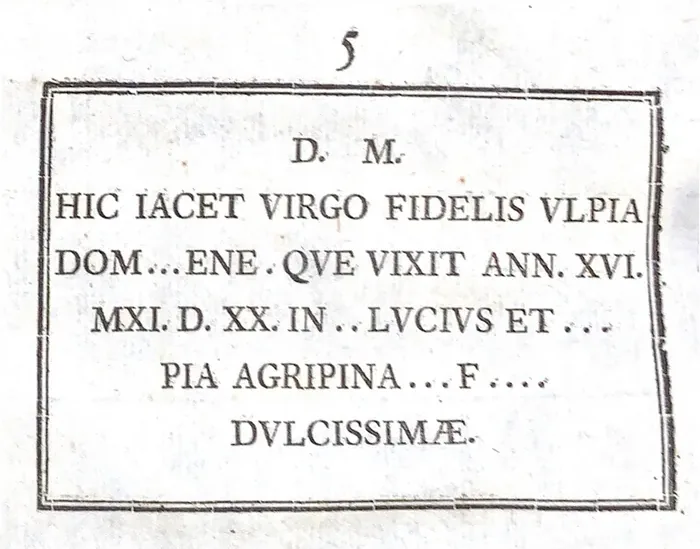 5
D. M.
HIC IACET VIRGO FIDELIS VLPIA
DOM...ENE . QVE VIXIT ANN. XVI.
MXI. D. XX. IN . . LVCIVS ET . . .
PIA AGRIPINA . . . F . . . .
DVLCISSIMÆ.